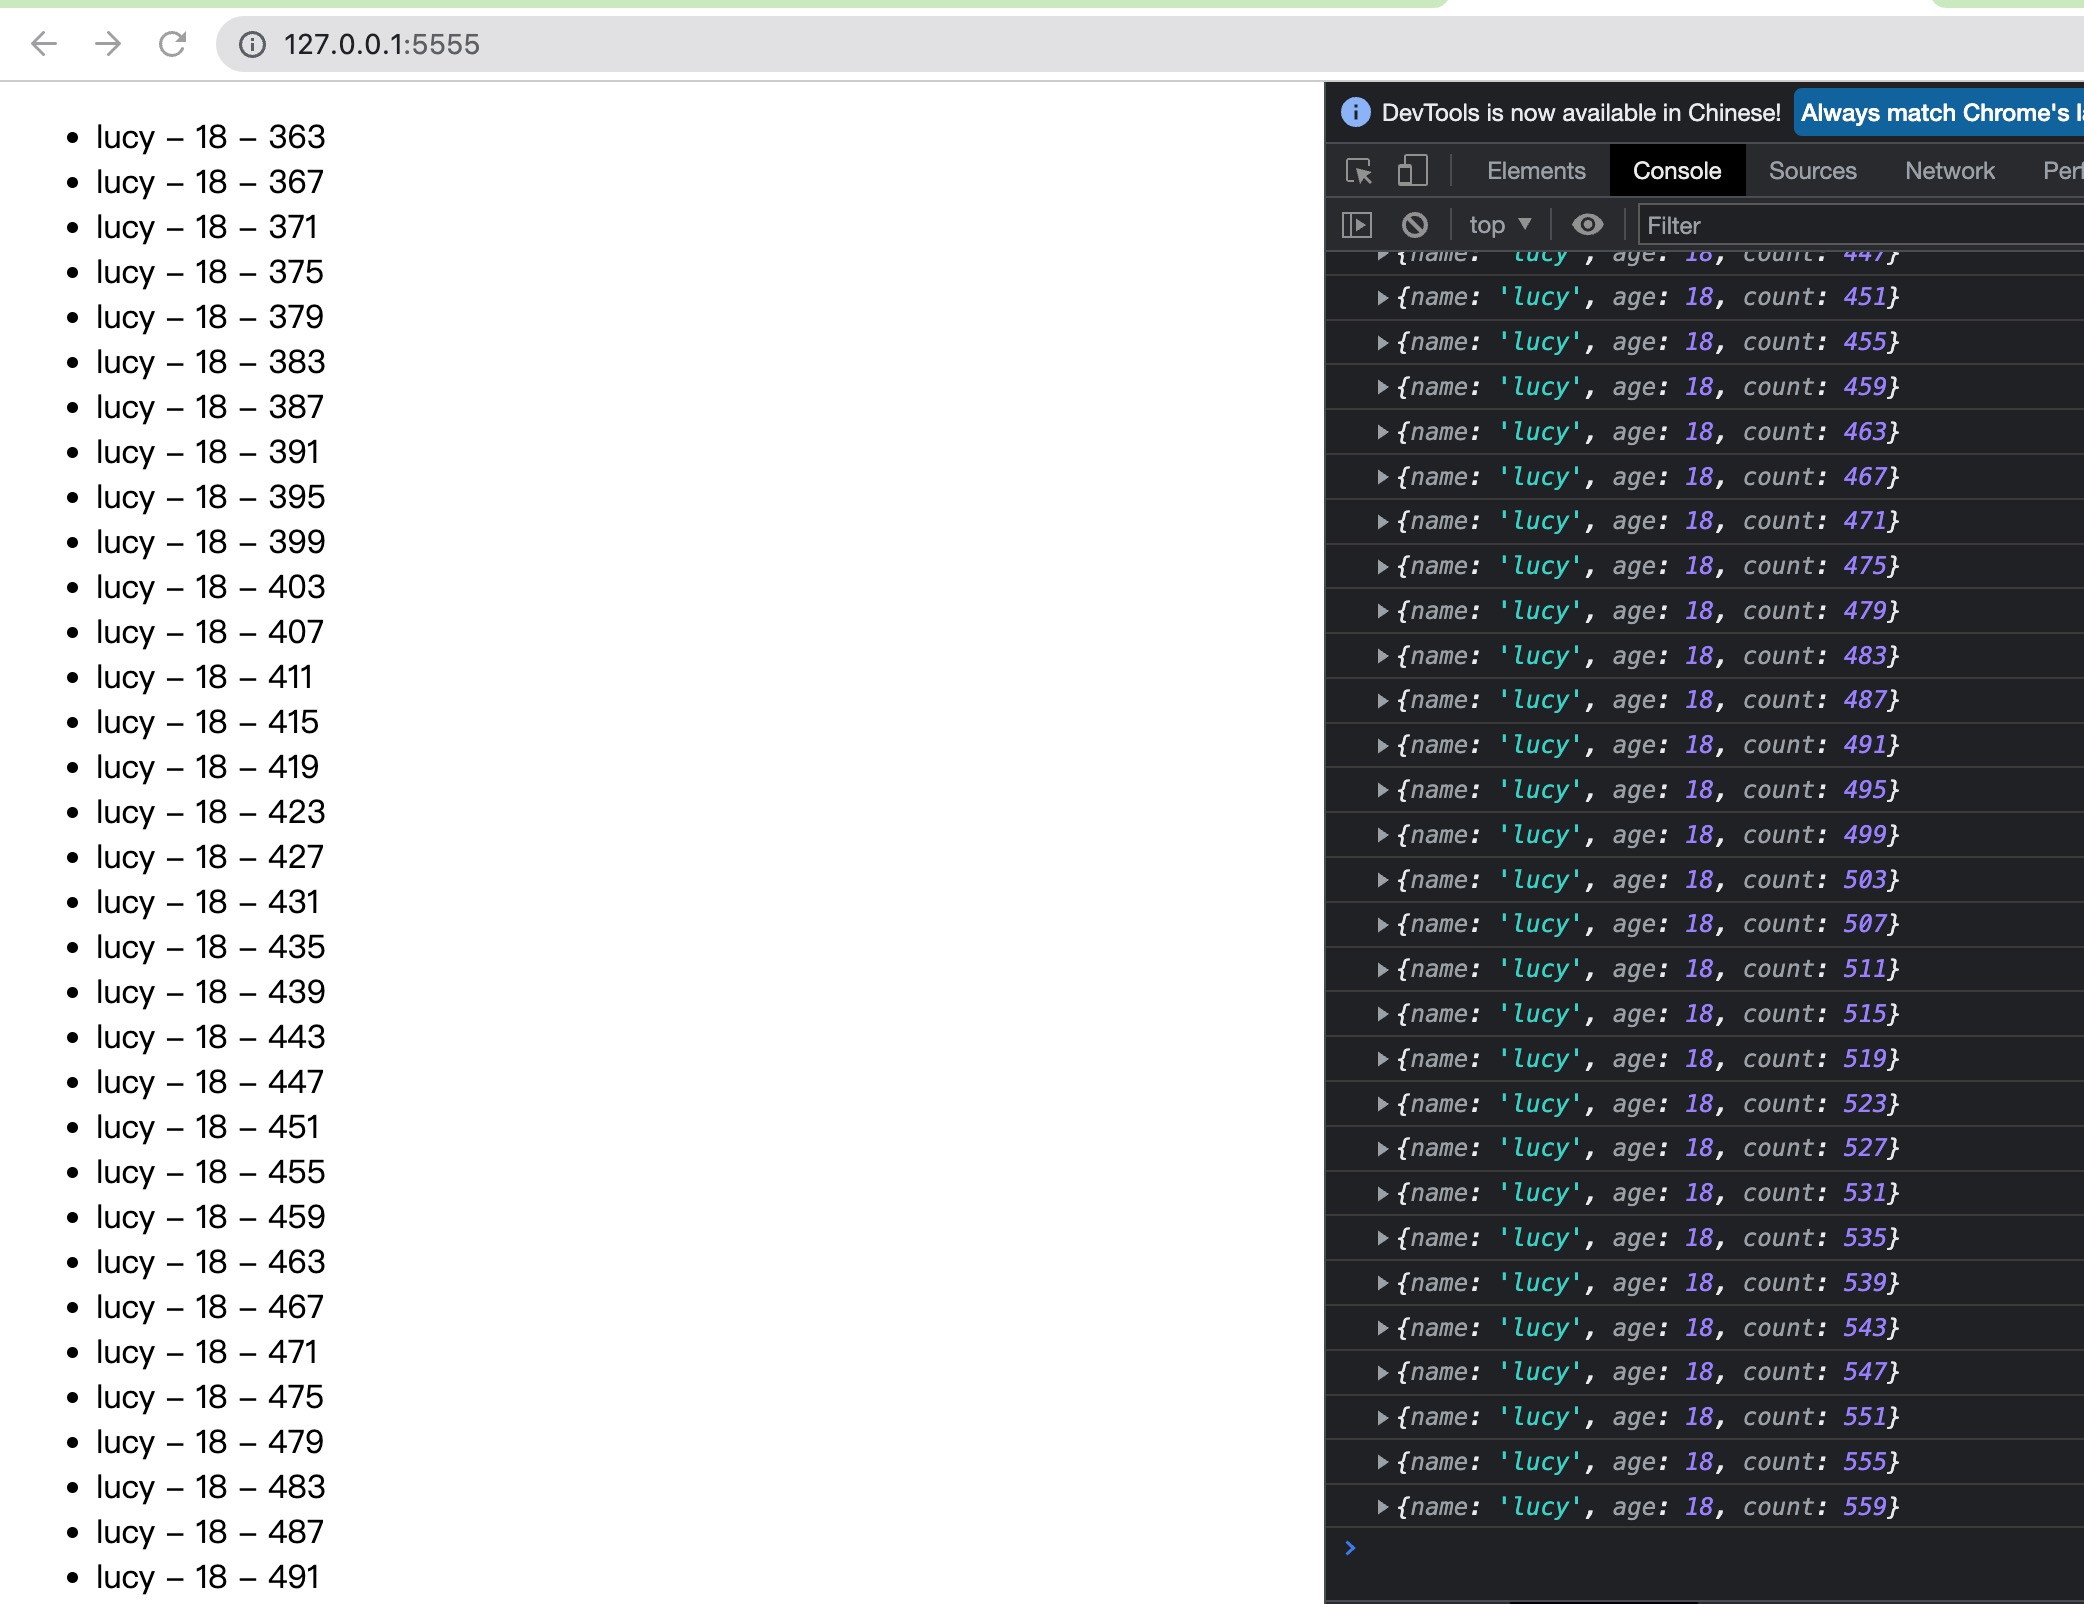 127.0.0.1:5555
• lucy – 18 – 363
• lucy – 18 – 367
• lucy – 18 – 371
• lucy – 18 – 375
• lucy – 18 – 379
• lucy – 18 – 383
• lucy – 18 – 387
• lucy – 18 – 391
• lucy – 18 – 395
• lucy – 18 – 399
• lucy – 18 – 403
• lucy – 18 – 407
• lucy – 18 – 411
• lucy – 18 – 415
• lucy – 18 – 419
• lucy – 18 – 423
• lucy – 18 – 427
• lucy – 18 – 431
• lucy – 18 – 435
• lucy – 18 – 439
• lucy – 18 – 443
• lucy – 18 – 447
• lucy – 18 – 451
• lucy – 18 – 455
• lucy – 18 – 459
• lucy – 18 – 463
• lucy – 18 – 467
• lucy – 18 – 471
• lucy – 18 – 475
• lucy – 18 – 479
• lucy – 18 – 483
• lucy – 18 – 487
• lucy – 18 – 491
DevTools is now available in Chinese! Always match Chrome's la
Elements Console Sources Network Perf
top Filter
{name: 'lucy', age: 18, count: 447}
{name: 'lucy', age: 18, count: 451}
{name: 'lucy', age: 18, count: 455}
{name: 'lucy', age: 18, count: 459}
{name: 'lucy', age: 18, count: 463}
{name: 'lucy', age: 18, count: 467}
{name: 'lucy', age: 18, count: 471}
{name: 'lucy', age: 18, count: 475}
{name: 'lucy', age: 18, count: 479}
{name: 'lucy', age: 18, count: 483}
{name: 'lucy', age: 18, count: 487}
{name: 'lucy', age: 18, count: 491}
{name: 'lucy', age: 18, count: 495}
{name: 'lucy', age: 18, count: 499}
{name: 'lucy', age: 18, count: 503}
{name: 'lucy', age: 18, count: 507}
{name: 'lucy', age: 18, count: 511}
{name: 'lucy', age: 18, count: 515}
{name: 'lucy', age: 18, count: 519}
{name: 'lucy', age: 18, count: 523}
{name: 'lucy', age: 18, count: 527}
{name: 'lucy', age: 18, count: 531}
{name: 'lucy', age: 18, count: 535}
{name: 'lucy', age: 18, count: 539}
{name: 'lucy', age: 18, count: 543}
{name: 'lucy', age: 18, count: 547}
{name: 'lucy', age: 18, count: 551}
{name: 'lucy', age: 18, count: 555}
{name: 'lucy', age: 18, count: 559}